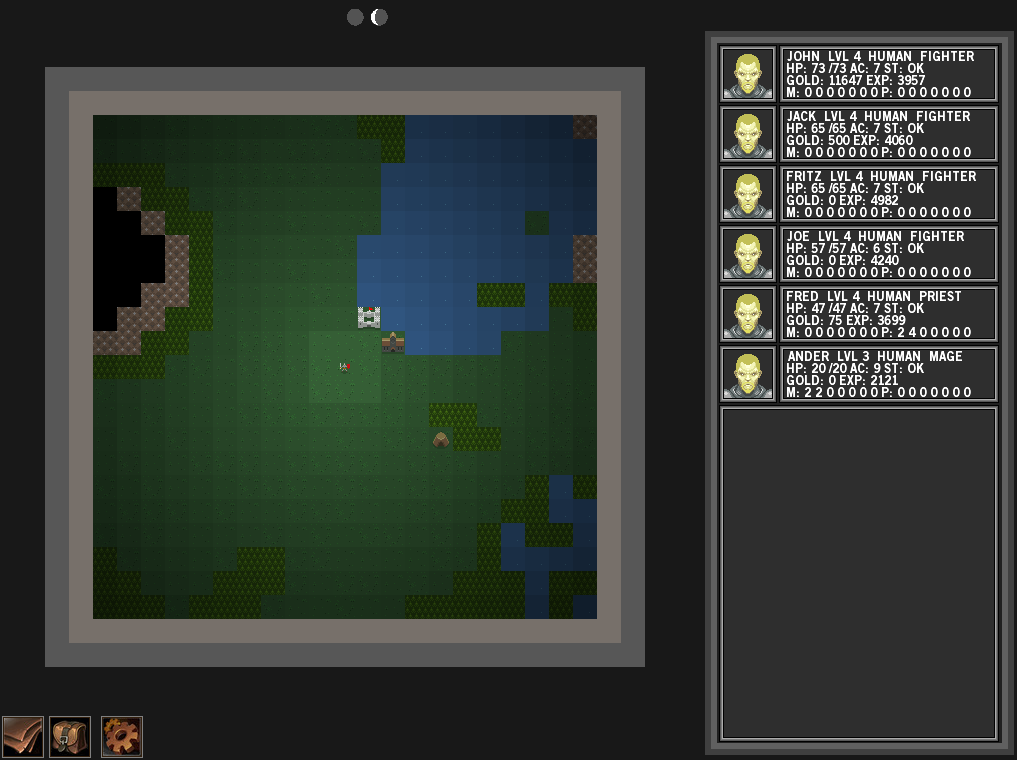 JOHN LVL 4 HUMAN FIGHTER
HP: 73 /73 AC: 7 ST: OK
GOLD: 11647 EXP: 3957
M: 0 0 0 0 0 0 0 P: 0 0 0 0 0 0 0
JACK LVL 4 HUMAN FIGHTER
HP: 65 /65 AC: 7 ST: OK
GOLD: 500 EXP: 4060
M: 0 0 0 0 0 0 0 P: 0 0 0 0 0 0 0
FRITZ LVL 4 HUMAN FIGHTER
HP: 65 /65 AC: 7 ST: OK
GOLD: 0 EXP: 4982
M: 0 0 0 0 0 0 0 P: 0 0 0 0 0 0 0
JOE LVL 4 HUMAN FIGHTER
HP: 57 /57 AC: 6 ST: OK
GOLD: 0 EXP: 4240
M: 0 0 0 0 0 0 0 P: 0 0 0 0 0 0 0
FRED LVL 4 HUMAN PRIEST
HP: 47 /47 AC: 7 ST: OK
GOLD: 75 EXP: 3699
M: 0 0 0 0 0 0 0 P: 2 4 0 0 0 0 0
ANDER LVL 3 HUMAN MAGE
HP: 20 /20 AC: 9 ST: OK
GOLD: 0 EXP: 2121
M: 2 2 0 0 0 0 0 P: 0 0 0 0 0 0 0